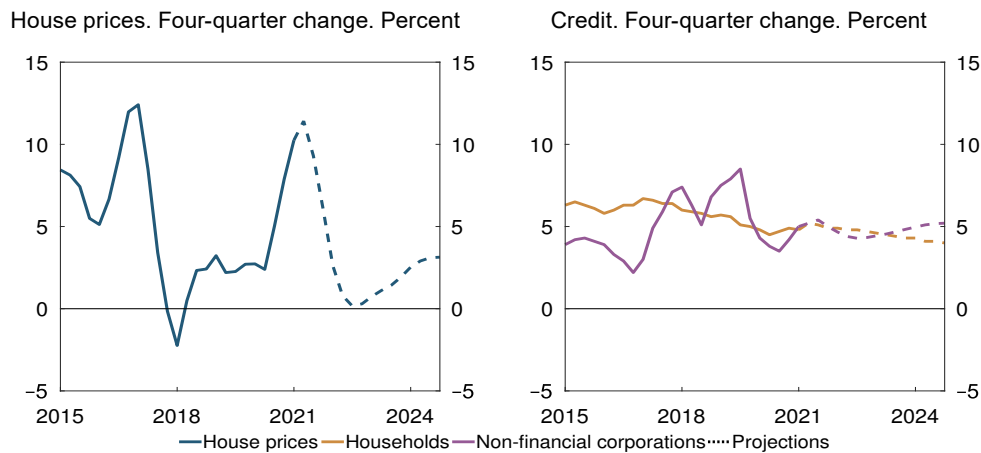 House prices. Four-quarter change. Percent
Credit. Four-quarter change. Percent
15 15 15 15
10 10 10 10
5 5 5 5
0 0 0 0
−5 −5 −5 −5
2015 2018 2021 2024 2015 2018 2021 2024
House prices Households Non-financial corporations Projections